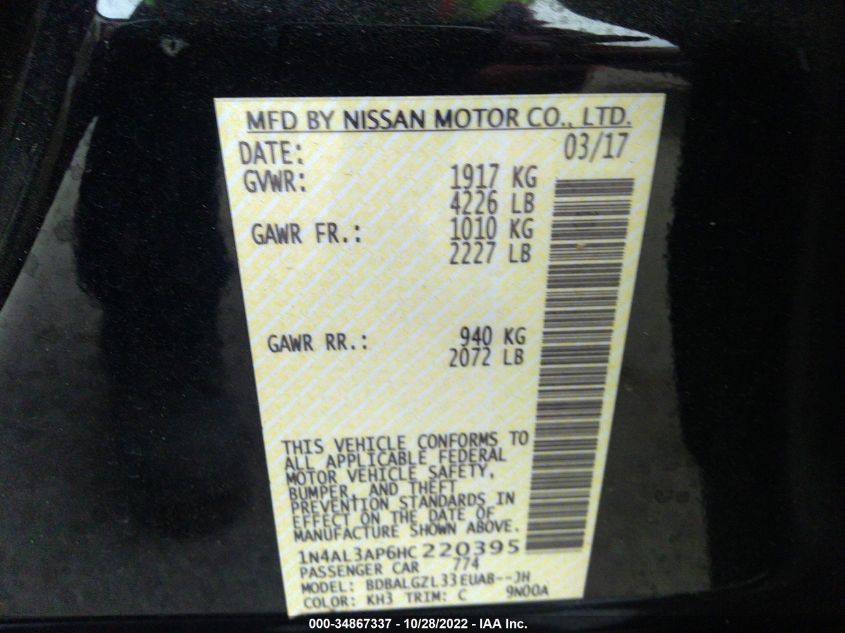 MFD BY NISSAN MOTOR CO., LTD.
DATE: 03/17
GVWR: 1917 KG
4226 LB
GAWR FR.: 1010 KG
2227 LB
GAWR RR.: 940 KG
2072 LB
THIS VEHICLE CONFORMS TO
ALL APPLICABLE FEDERAL
MOTOR VEHICLE SAFETY,
BUMPER, AND THEFT
PREVENTION STANDARDS IN
EFFECT ON THE DATE OF
MANUFACTURE SHOWN ABOVE.
1N4AL3AP6HC220395
PASSENGER CAR 774
MODEL: BDBALGZL33EUAB--JH
COLOR: KH3 TRIM: C 9N00A
000-34867337 - 10/28/2022 - IAA Inc.